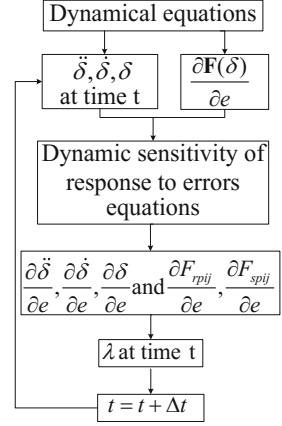 Dynamical equations
δ̈, δ̇, δ
at time t
∂F(δ)/∂e
Dynamic sensitivity of
response to errors
equations
∂δ̈/∂e, ∂δ̇/∂e, ∂δ/∂e and ∂F_rpij/∂e, ∂F_spij/∂e
λ at time t
t = t + Δt